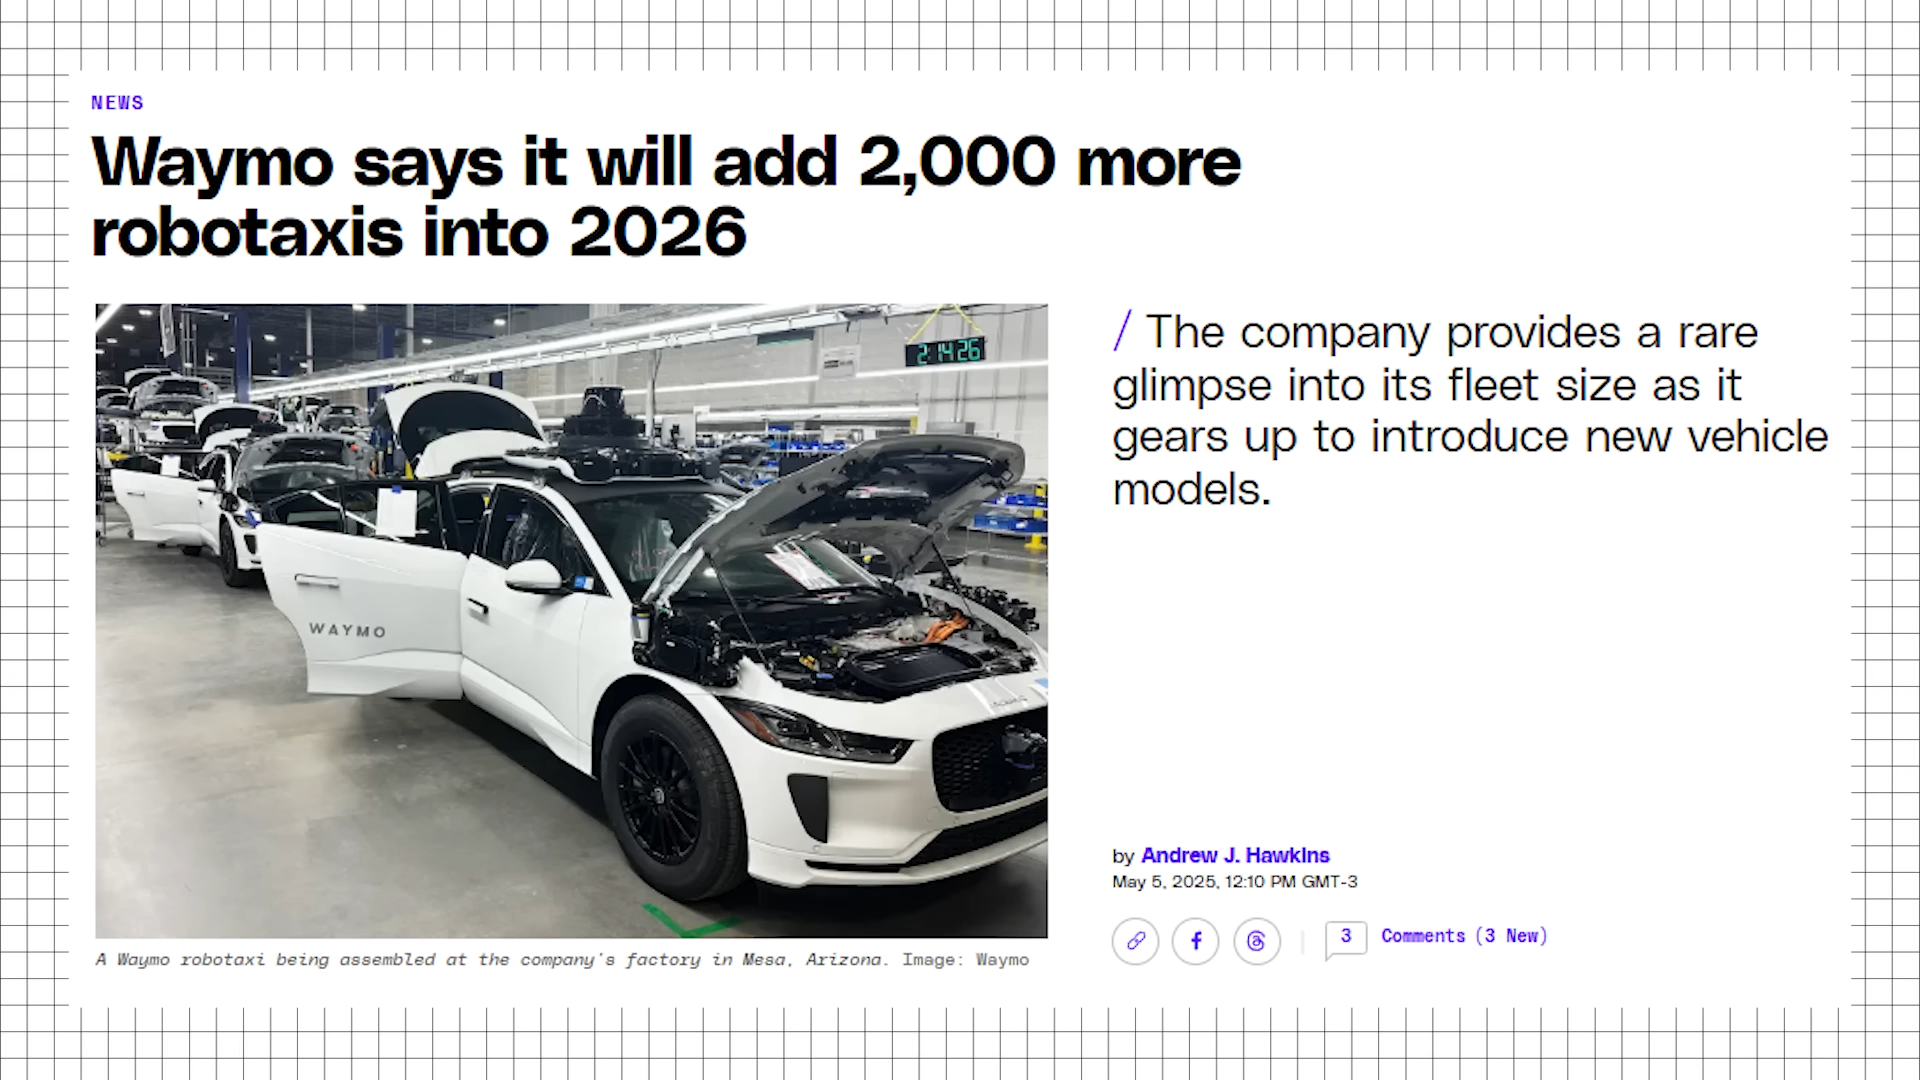 NEWS
Waymo says it will add 2,000 more
robotaxis into 2026
2:14:26
WAYMO
/ The company provides a rare
glimpse into its fleet size as it
gears up to introduce new vehicle
models.
by Andrew J. Hawkins
May 5, 2025, 12:10 PM GMT-3
3 Comments (3 New)
A Waymo robotaxi being assembled at the company's factory in Mesa, Arizona. Image: Waymo